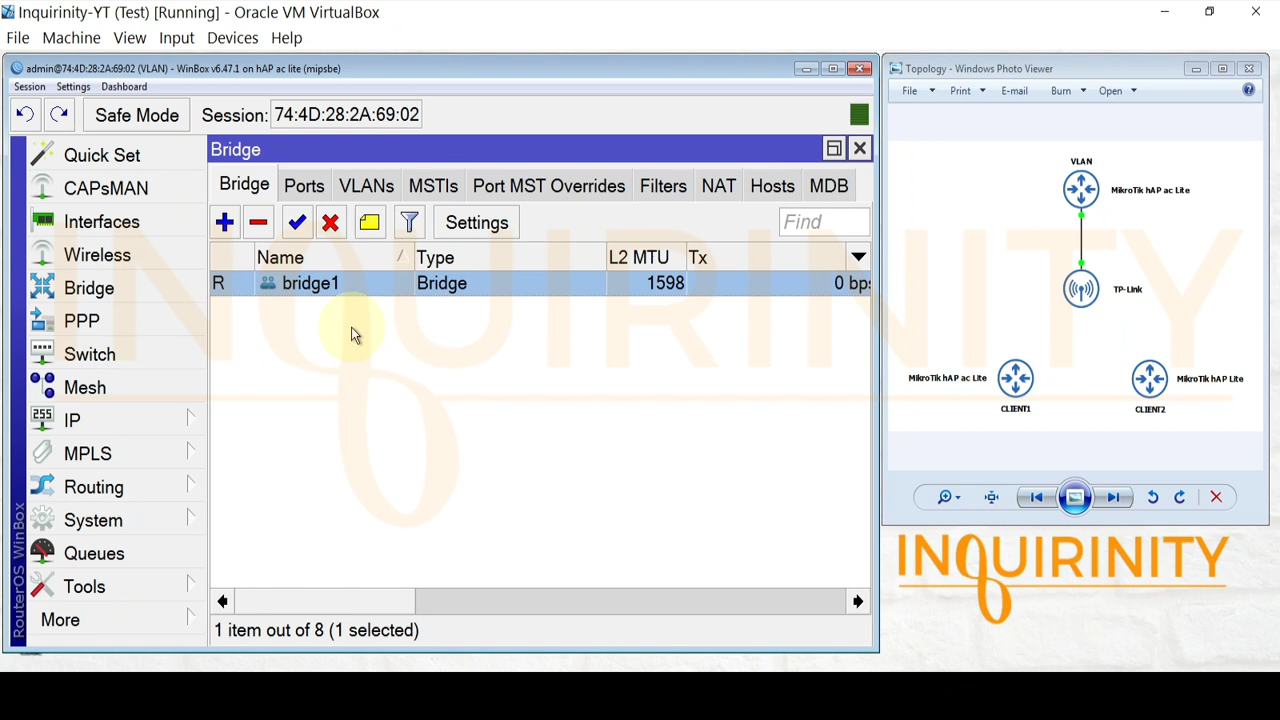 Inquirinity-YT (Test) [Running] - Oracle VM VirtualBox
File Machine View Input Devices Help
admin@74:4D:28:2A:69:02 (VLAN) - WinBox v6.47.1 on hAP ac lite (mipsbe)
Session Settings Dashboard
Safe Mode Session: 74:4D:28:2A:69:02
Quick Set
CAPsMAN
Interfaces
Wireless
Bridge
PPP
Switch
Mesh
255 IP
MPLS
Routing
System
Queues
Tools
More
RouterOS WinBox
Bridge
Bridge Ports VLANs MSTIs Port MST Overrides Filters NAT Hosts MDB
Settings Find
Name Type L2 MTU Tx
R bridge1 Bridge 1598 0 bps
1 item out of 8 (1 selected)
INQUIRINITY
Topology - Windows Photo Viewer
File Print E-mail Burn Open
VLAN
MikroTik hAP ac Lite
TP-Link
MikroTik hAP ac Lite
CLIENT1
MikroTik hAP Lite
CLIENT2
INQUIRINITY